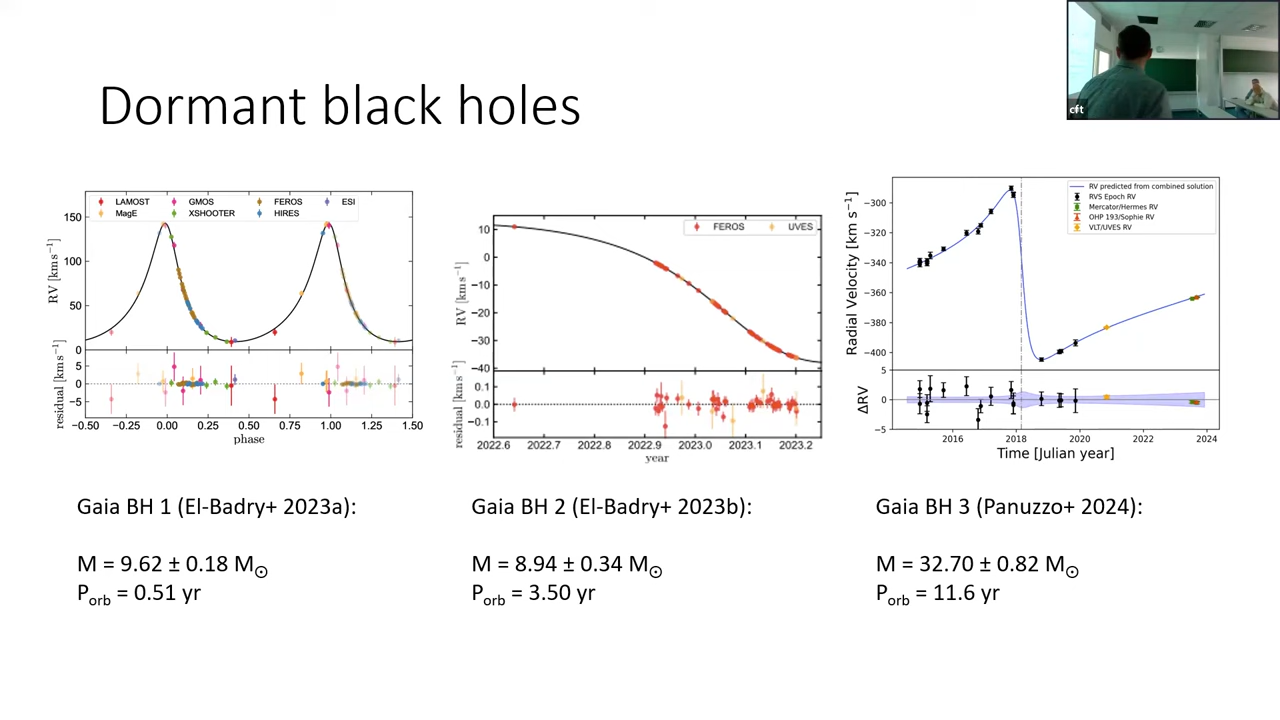 cft
Dormant black holes
LAMOST
MagE
GMOS
XSHOOTER
FEROS
HIRES
ESI
RV [km s⁻¹]
150
100
50
0
residual [km s⁻¹]
5
0
−5
−0.50 −0.25 0.00 0.25 0.50 0.75 1.00 1.25 1.50
phase
FEROS UVES
RV [km s⁻¹]
10
0
−10
−20
−30
−40
residual [km s⁻¹]
0.1
0.0
−0.1
2022.6 2022.7 2022.8 2022.9 2023.0 2023.1 2023.2
year
RV predicted from combined solution
RVS Epoch RV
Mercator/Hermes RV
OHP 193/Sophie RV
VLT/UVES RV
Radial Velocity [km s⁻¹]
−300
−320
−340
−360
−380
−400
ΔRV
5
0
−5
2016 2018 2020 2022 2024
Time [Julian year]
Gaia BH 1 (El-Badry+ 2023a):
M = 9.62 ± 0.18 M☉
Porb = 0.51 yr
Gaia BH 2 (El-Badry+ 2023b):
M = 8.94 ± 0.34 M☉
Porb = 3.50 yr
Gaia BH 3 (Panuzzo+ 2024):
M = 32.70 ± 0.82 M☉
Porb = 11.6 yr